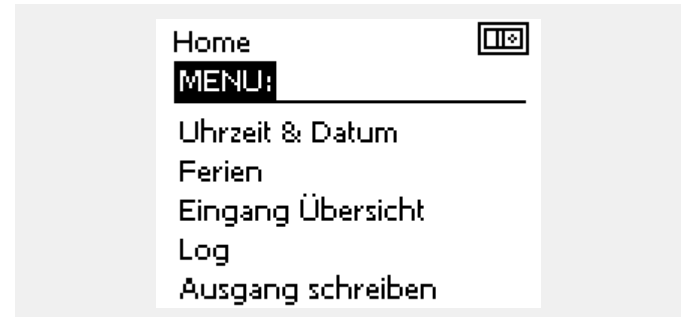 Home
MENU:
Uhrzeit & Datum
Ferien
Eingang Übersicht
Log
Ausgang schreiben